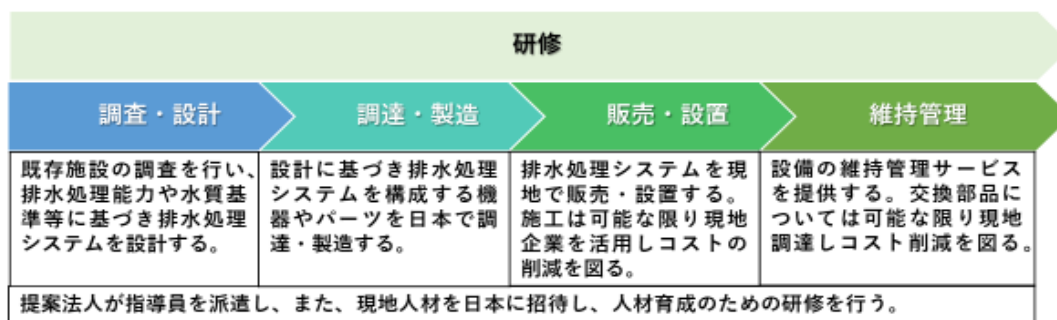 研修
調査・設計
調達・製造
販売・設置
維持管理
既存施設の調査を行い、
排水処理能力や水質基
準等に基づき排水処理
システムを設計する。
設計に基づき排水処理
システムを構成する機
器やパーツを日本で調
達・製造する。
排水処理システムを現
地で販売・設置する。
施工は可能な限り現地
企業を活用しコストの
削減を図る。
設備の維持管理サービス
を提供する。交換部品に
ついては可能な限り現地
調達しコスト削減を図る。
提案法人が指導員を派遣し、また、現地人材を日本に招待し、人材育成のための研修を行う。